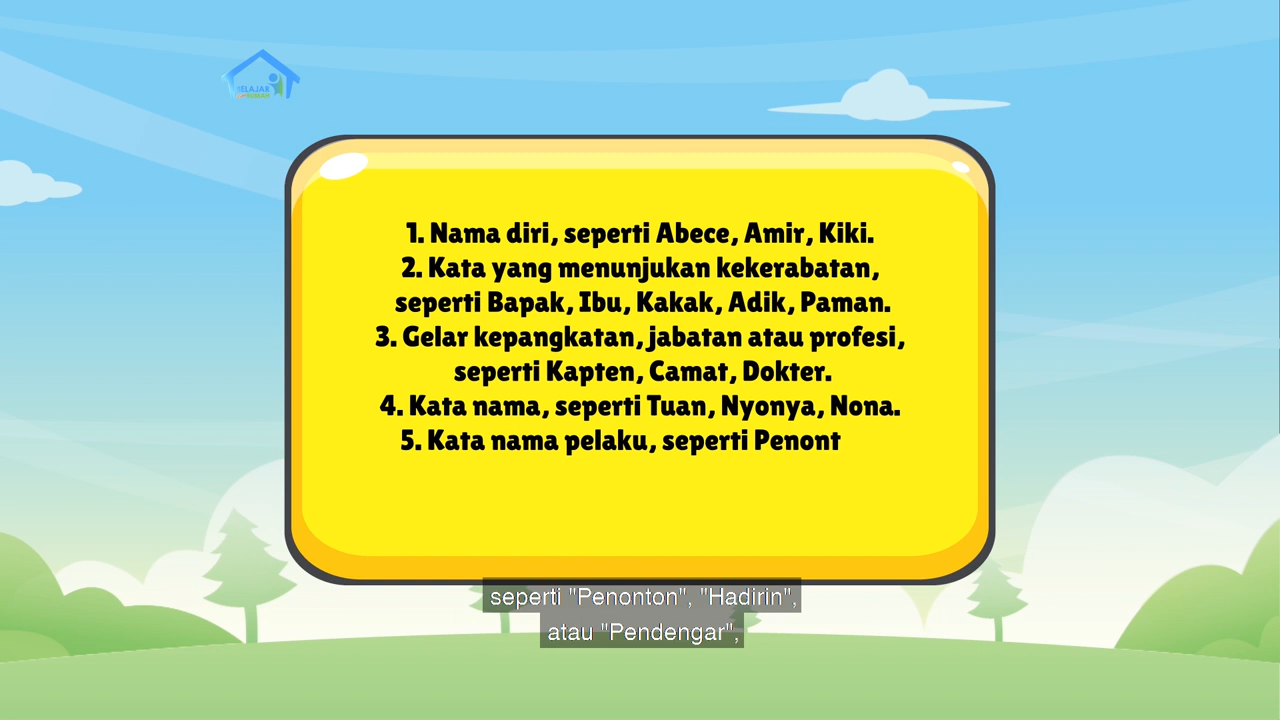 BELAJAR
RUMAH
1. Nama diri, seperti Abece, Amir, Kiki.
2. Kata yang menunjukan kekerabatan,
seperti Bapak, Ibu, Kakak, Adik, Paman.
3. Gelar kepangkatan, jabatan atau profesi,
seperti Kapten, Camat, Dokter.
4. Kata nama, seperti Tuan, Nyonya, Nona.
5. Kata nama pelaku, seperti Penont
seperti "Penonton", "Hadirin",
atau "Pendengar",